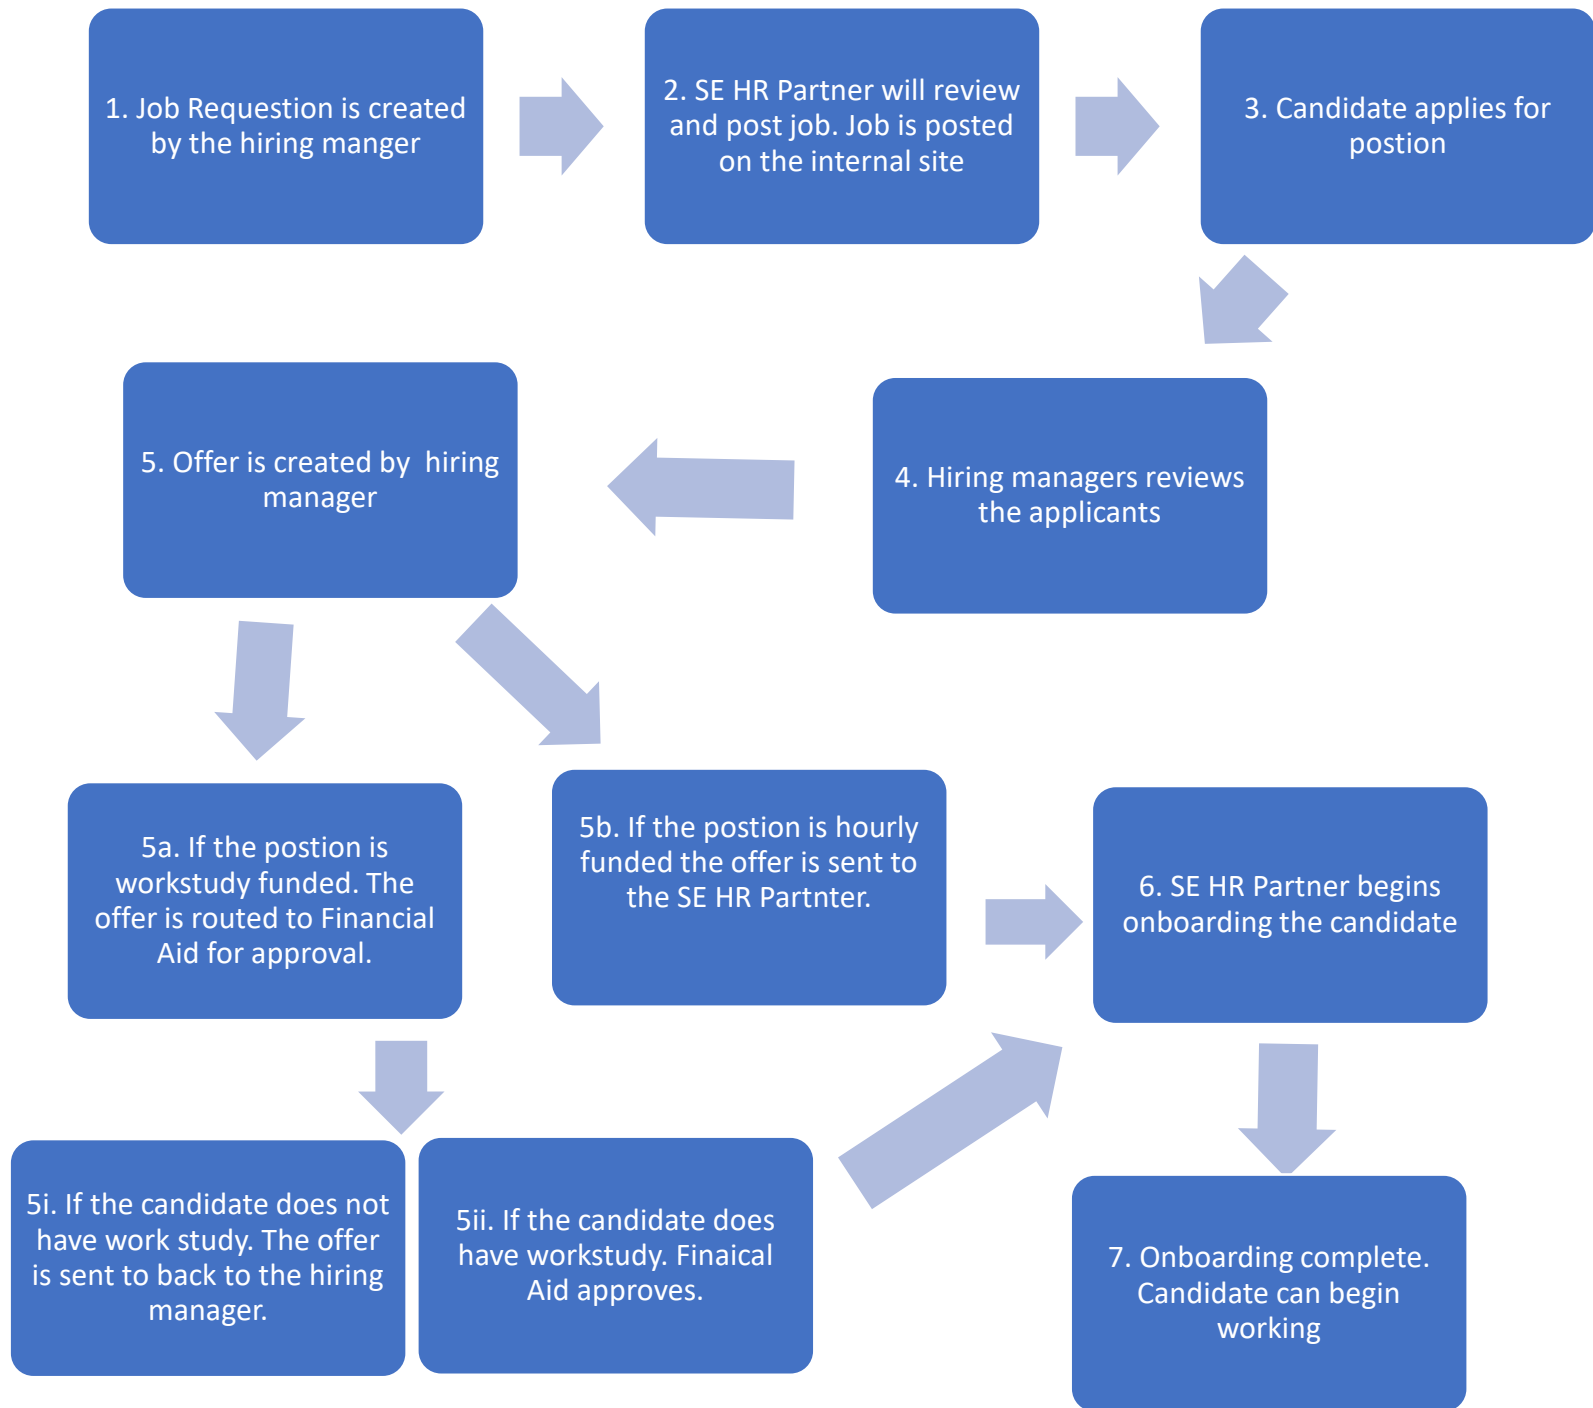 1. Job Requestion is created
by the hiring manger
2. SE HR Partner will review
and post job. Job is posted
on the internal site
3. Candidate applies for
postion
4. Hiring managers reviews
the applicants
5. Offer is created by  hiring
manager
5a. If the postion is
workstudy funded. The
offer is routed to Financial
Aid for approval.
5b. If the postion is hourly
funded the offer is sent to
the SE HR Partnter.
5i. If the candidate does not
have work study. The offer
is sent to back to the hiring
manager.
5ii. If the candidate does
have workstudy. Finaical
Aid approves.
6. SE HR Partner begins
onboarding the candidate
7. Onboarding complete.
Candidate can begin
working